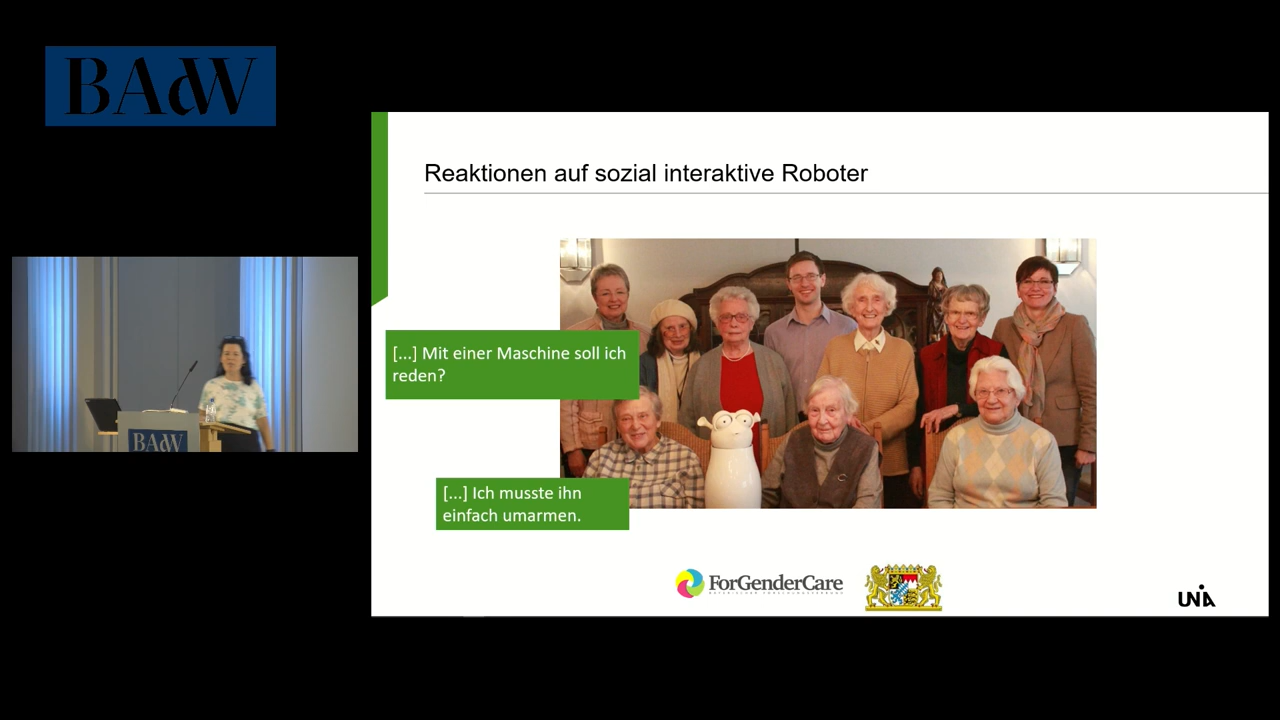 BAdW
Reaktionen auf sozial interaktive Roboter
[...] Mit einer Maschine soll ich
reden?
[...] Ich musste ihn
einfach umarmen.
BAdW
ForGenderCare
UNIA